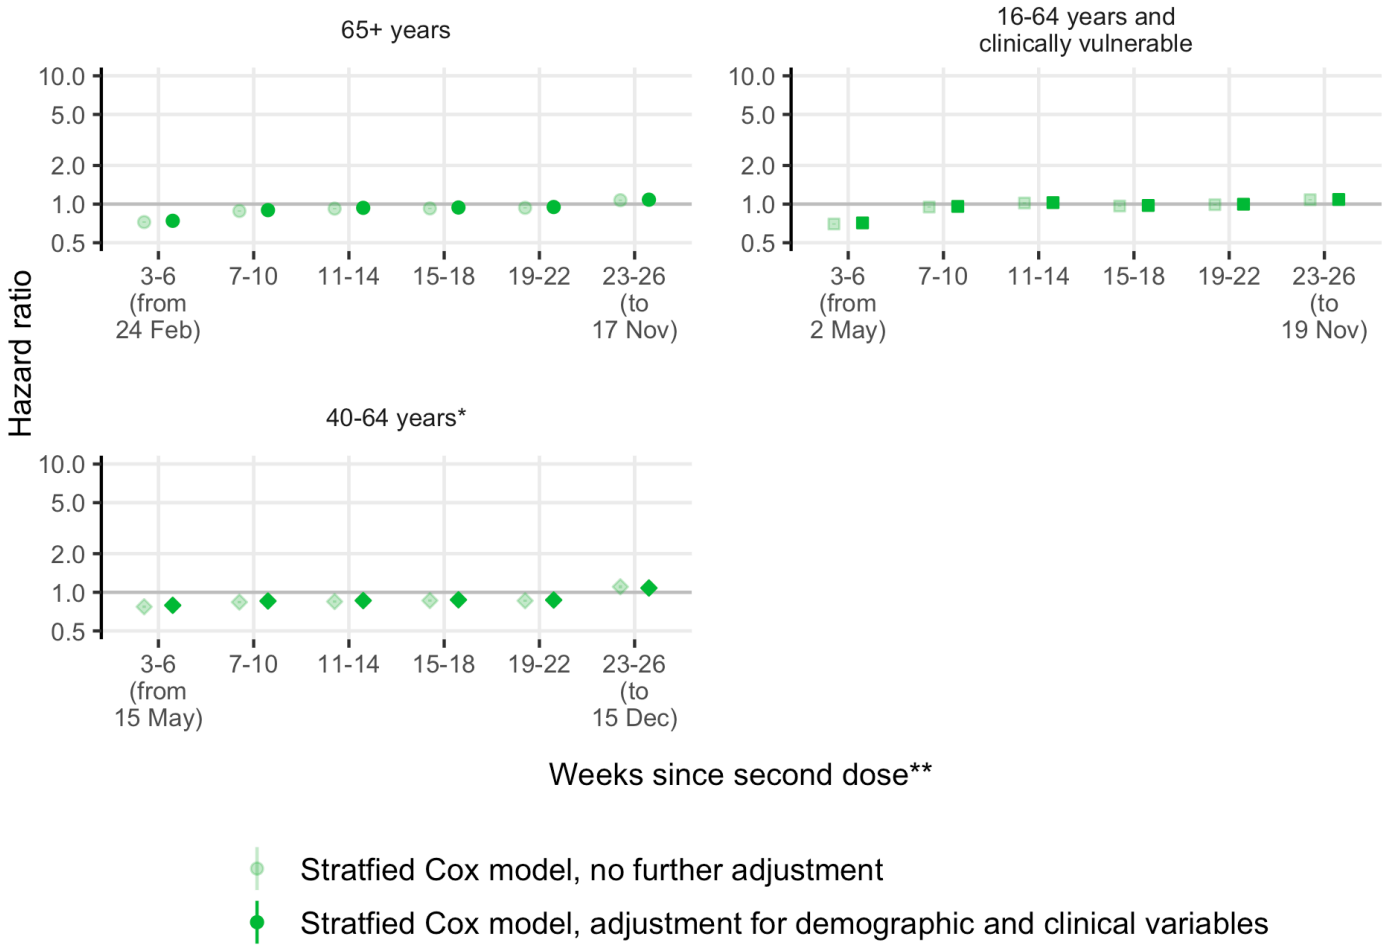 65+ years
10.0
5.0
2.0
1.0
0.5
3-6
(from
24 Feb)
7-10
11-14
15-18
19-22
23-26
(to
17 Nov)
16-64 years and
clinically vulnerable
10.0
5.0
2.0
1.0
0.5
3-6
(from
2 May)
7-10
11-14
15-18
19-22
23-26
(to
19 Nov)
Hazard ratio
40-64 years*
10.0
5.0
2.0
1.0
0.5
3-6
(from
15 May)
7-10
11-14
15-18
19-22
23-26
(to
15 Dec)
Weeks since second dose**
Stratfied Cox model, no further adjustment
Stratfied Cox model, adjustment for demographic and clinical variables